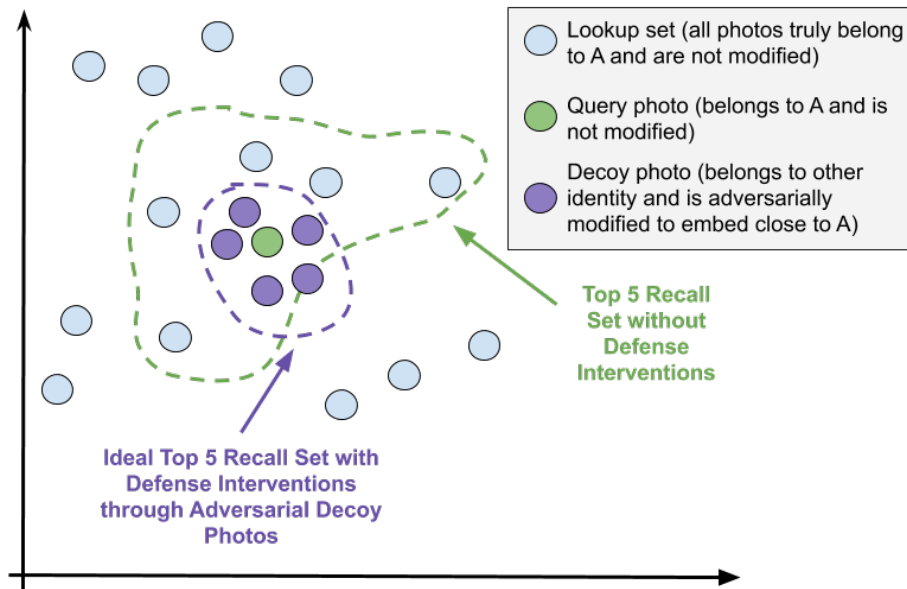 Lookup set (all photos truly belong
to A and are not modified)
Query photo (belongs to A and is
not modified)
Decoy photo (belongs to other
identity and is adversarially
modified to embed close to A)
Top 5 Recall
Set without
Defense
Interventions
Ideal Top 5 Recall Set with
Defense Interventions
through Adversarial Decoy
Photos